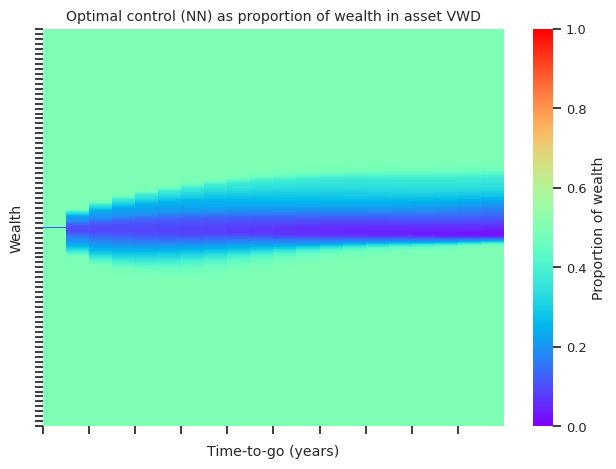 Optimal control (NN) as proportion of wealth in asset VWD
1.0
0.8
0.6
0.4
0.2
0.0
Wealth
Proportion of wealth
Time-to-go (years)